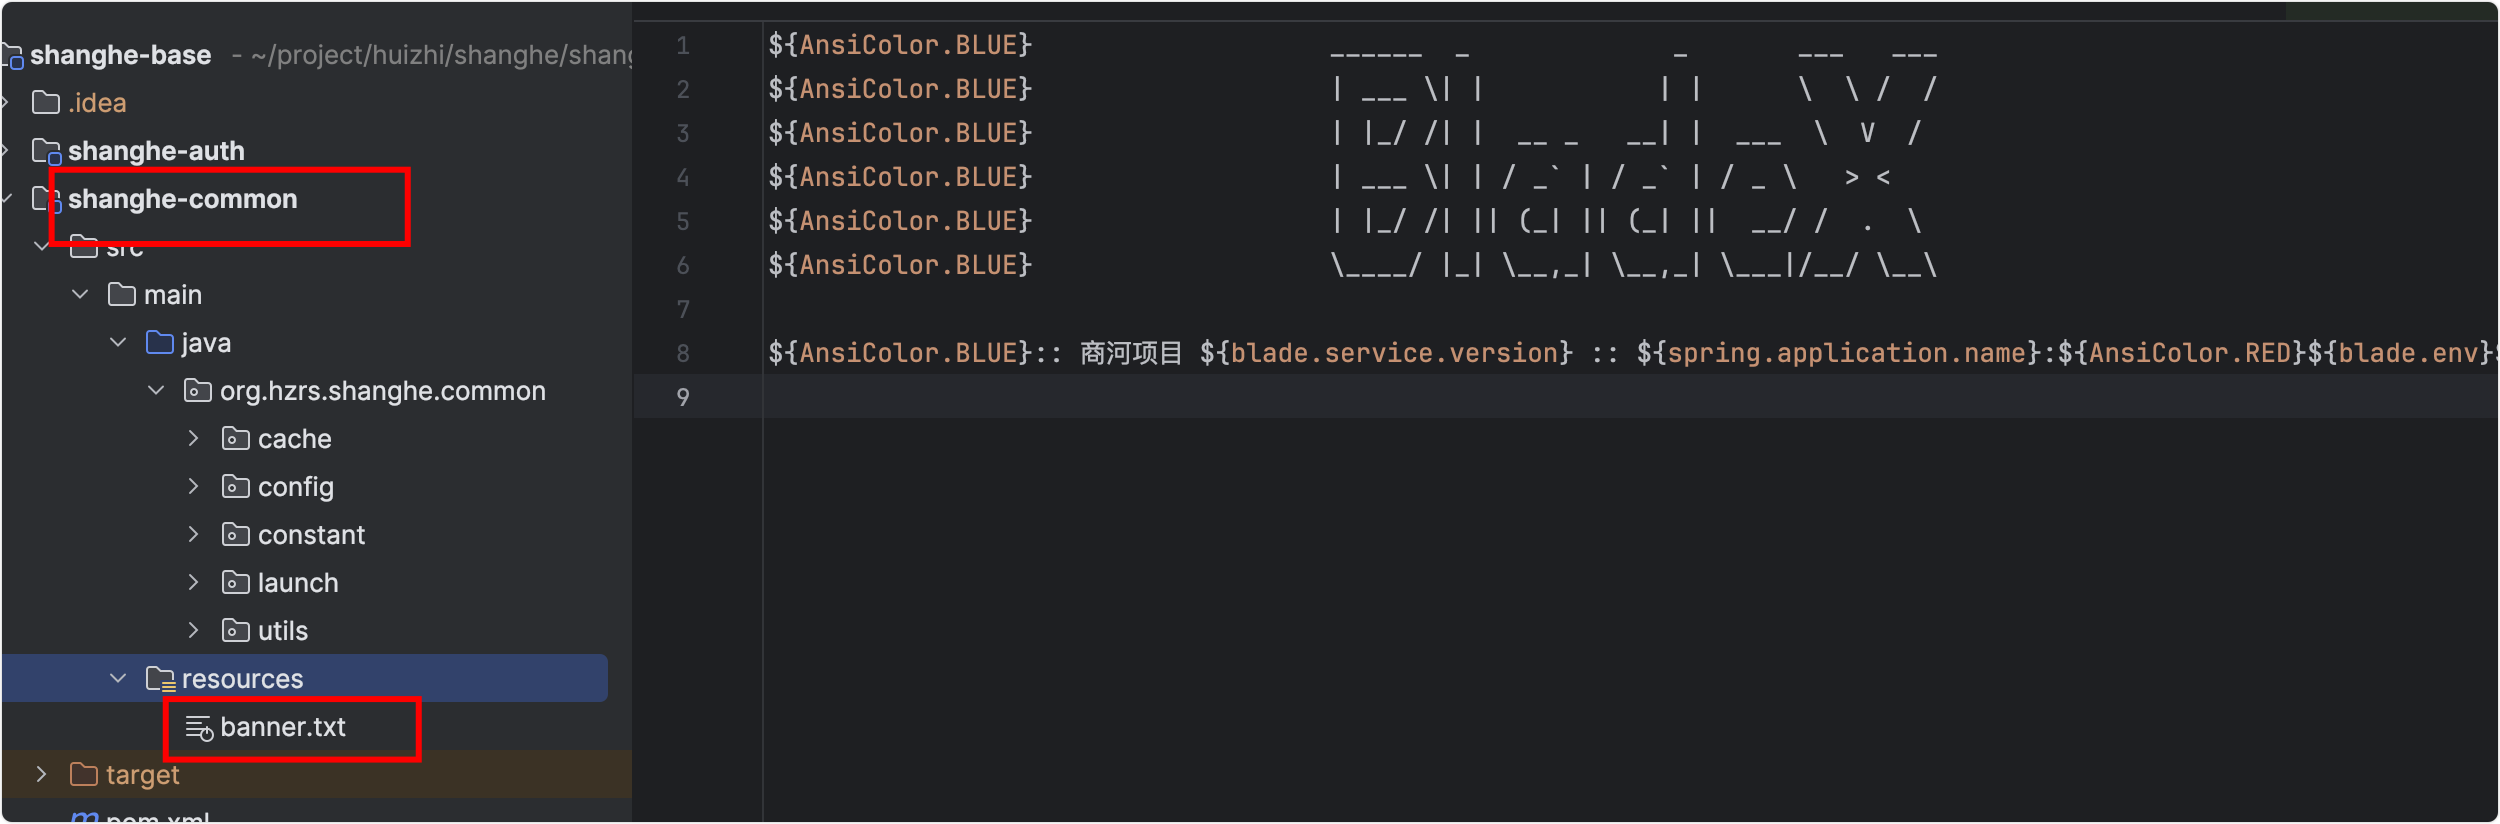 shanghe-base - ~/project/huizhi/shanghe/shang
.idea
shanghe-auth
shanghe-common
src
main
java
org.hzrs.shanghe.common
cache
config
constant
launch
utils
resources
banner.txt
target
pom.xml
1 ${AnsiColor.BLUE}                   ______  _             _       ___   ___
2 ${AnsiColor.BLUE}                   | ___ \| |           | |      \  \ /  /
3 ${AnsiColor.BLUE}                   | |_/ /| |  __ _   __| |  ___  \  V  /
4 ${AnsiColor.BLUE}                   | ___ \| | / _` | / _` | / _ \   > <
5 ${AnsiColor.BLUE}                   | |_/ /| || (_| || (_| ||  __/ /  .  \
6 ${AnsiColor.BLUE}                   \____/ |_| \__,_| \__,_| \___|/__/ \__\
7
8 ${AnsiColor.BLUE}:: 商河项目 ${blade.service.version} :: ${spring.application.name}:${AnsiColor.RED}${blade.env}
9